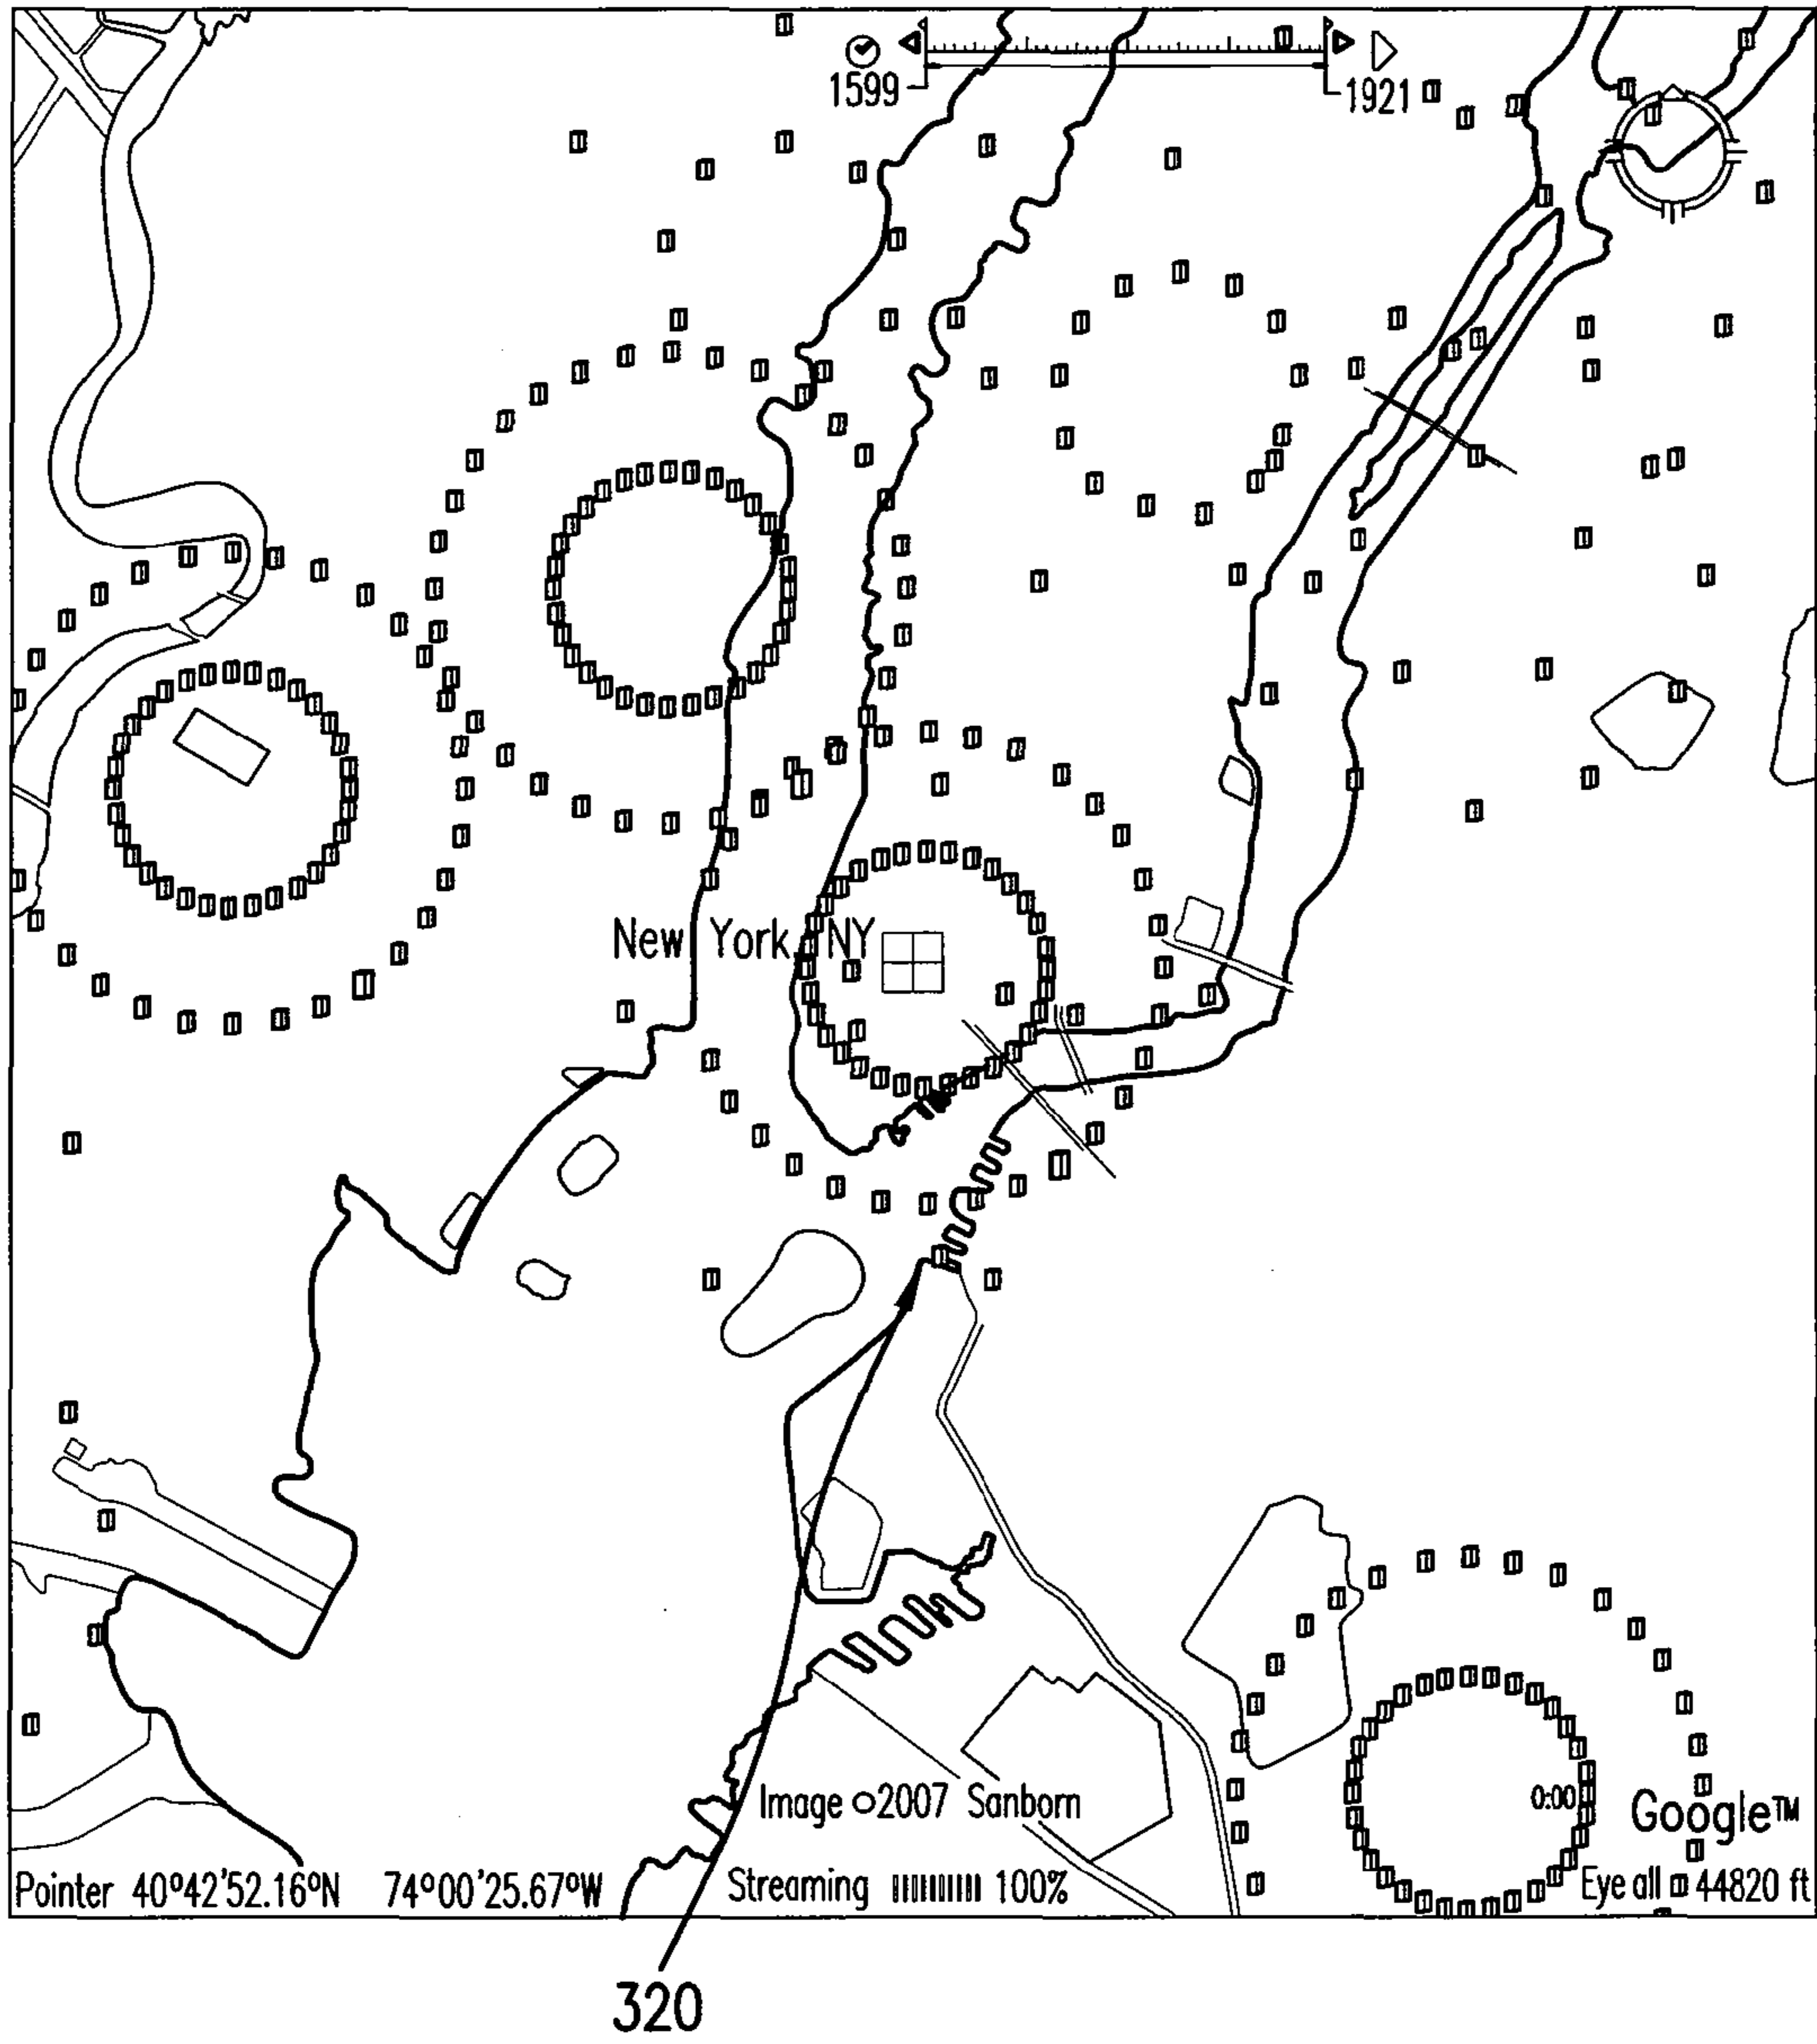 1599
1921
New York, NY
0:00
Google™
Image ©2007 Sanborn
Pointer 40°42'52.16°N 74°00'25.67°W Streaming 100% Eye all 44820 ft
320